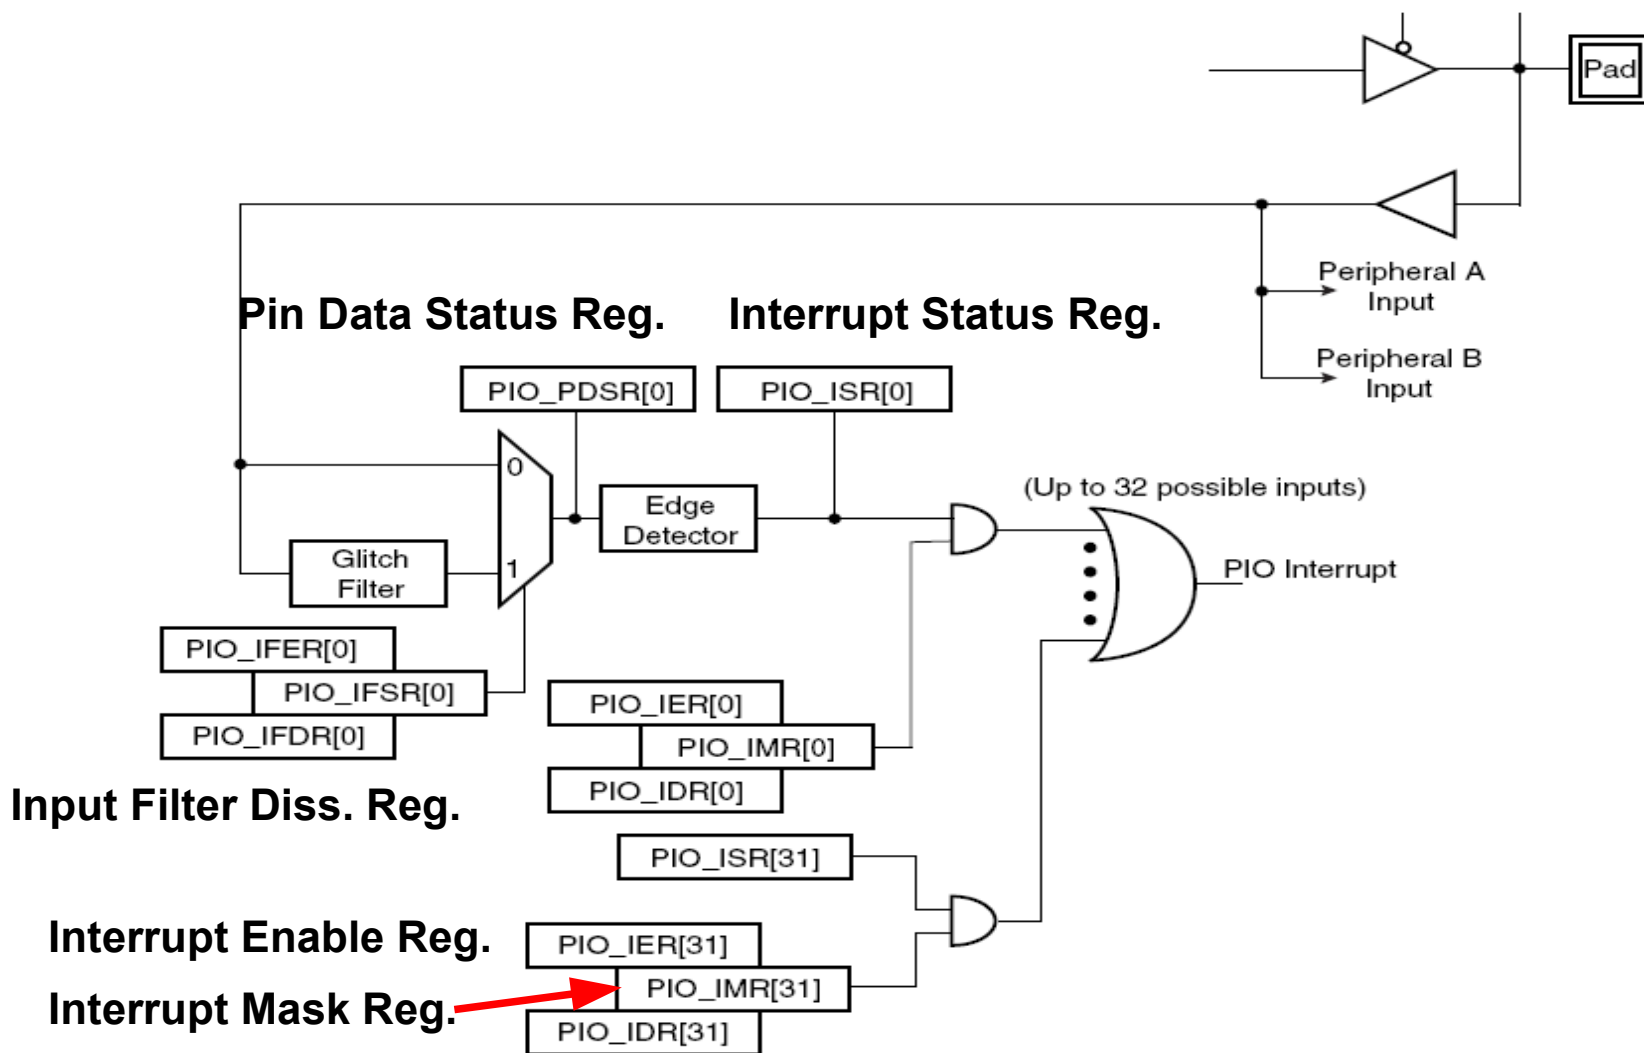 Pad
Peripheral A
Input
Pin Data Status Reg.
Interrupt Status Reg.
Peripheral B
Input
PIO_PDSR[0]
PIO_ISR[0]
0
(Up to 32 possible inputs)
Edge
Detector
Glitch
Filter
1
PIO Interrupt
PIO_IFER[0]
PIO_IFSR[0]
PIO_IFDR[0]
PIO_IER[0]
PIO_IMR[0]
PIO_IDR[0]
Input Filter Diss. Reg.
PIO_ISR[31]
Interrupt Enable Reg.
PIO_IER[31]
Interrupt Mask Reg.
PIO_IMR[31]
PIO_IDR[31]